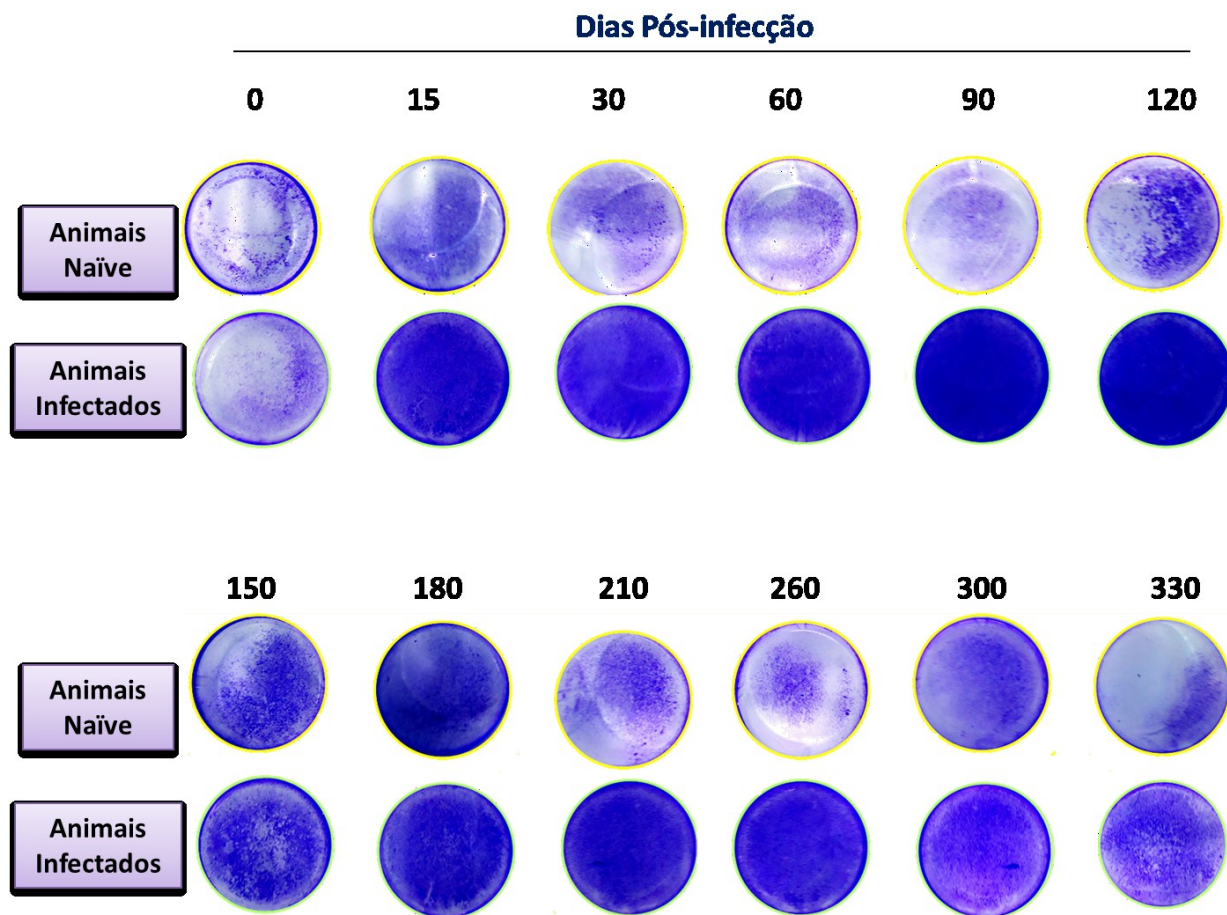 Dias Pós-infecção
0 15 30 60 90 120
Animais
Naïve
Animais
Infectados
150 180 210 260 300 330
Animais
Naïve
Animais
Infectados